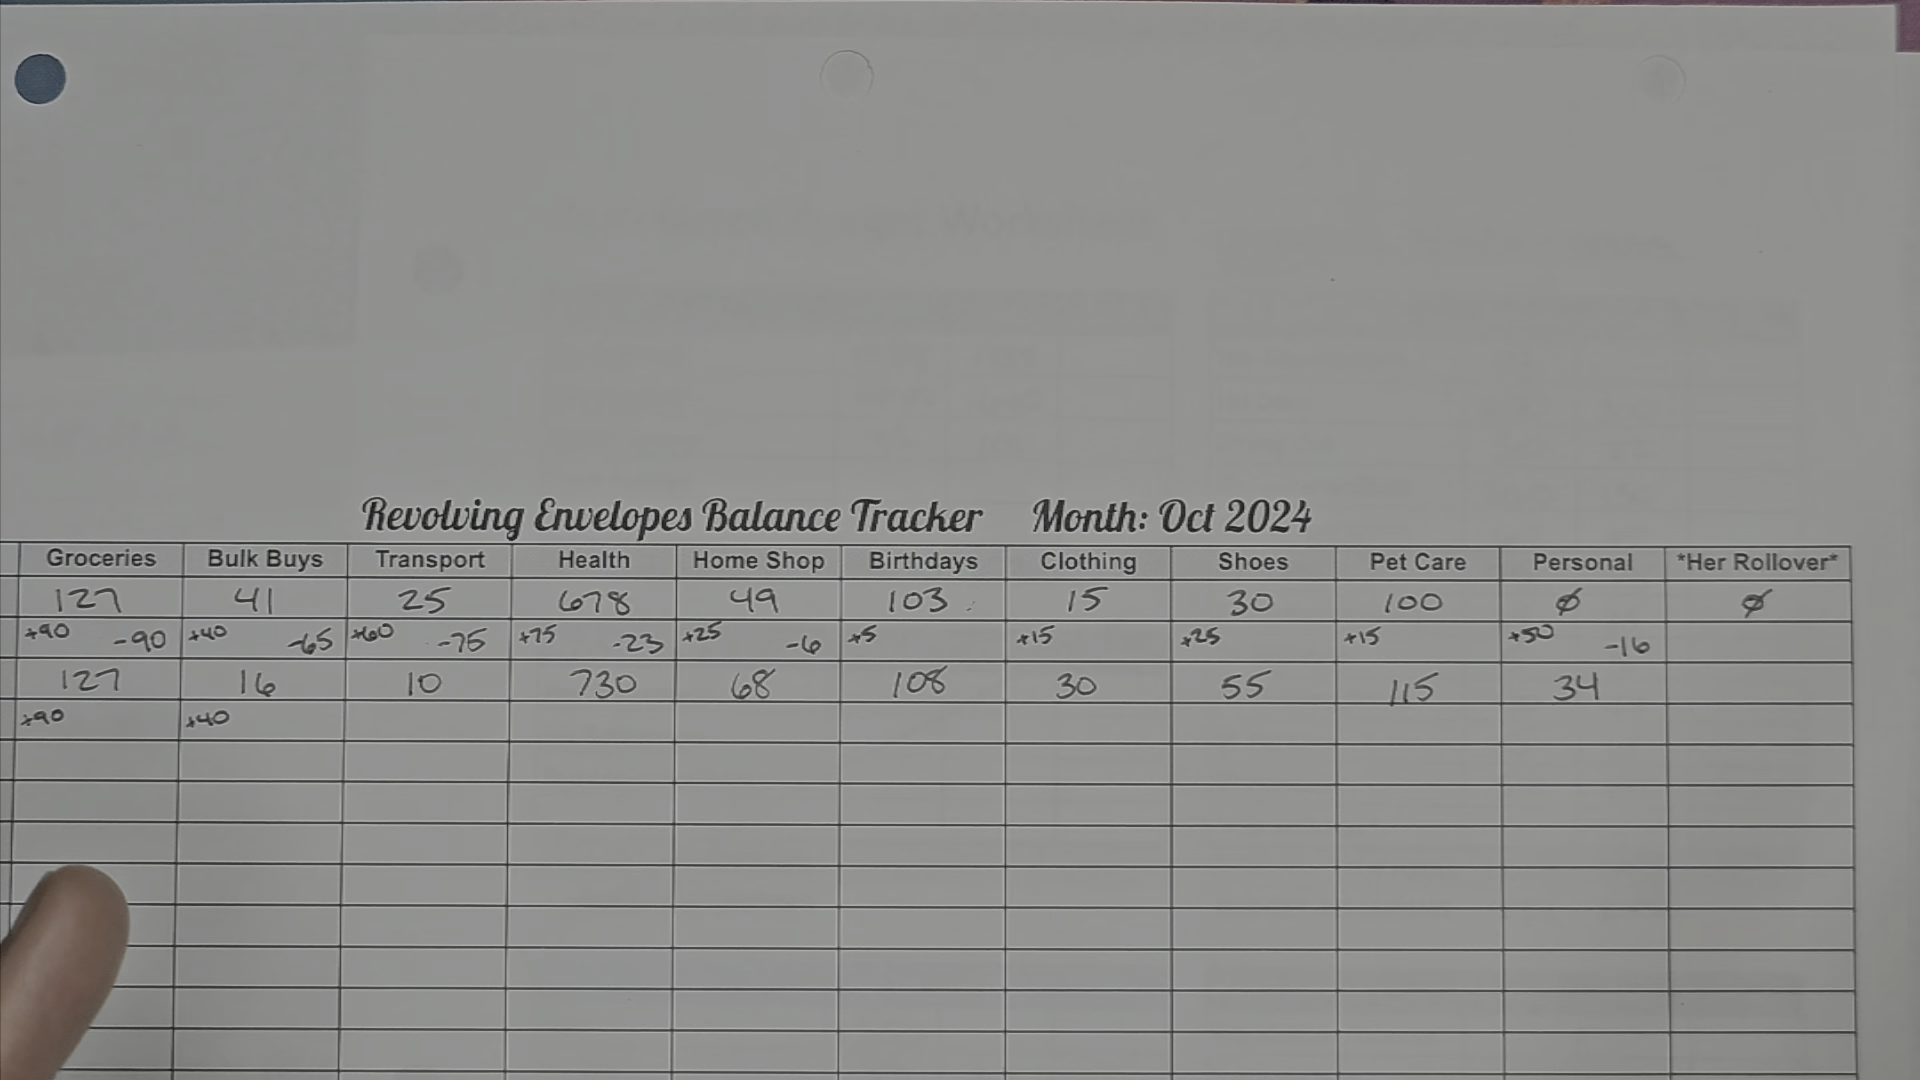 Revolving Envelopes Balance Tracker Month: Oct 2024
Groceries Bulk Buys Transport Health Home Shop Birthdays Clothing Shoes Pet Care Personal *Her Rollover*
127 41 25 678 49 103 15 30 100 ∅ ∅
+90 -90 +40 -65 +60 -75 +75 -23 +25 -6 +5 +15 +25 +15 +50 -16
127 16 10 730 68 108 30 55 115 34
+90 +40